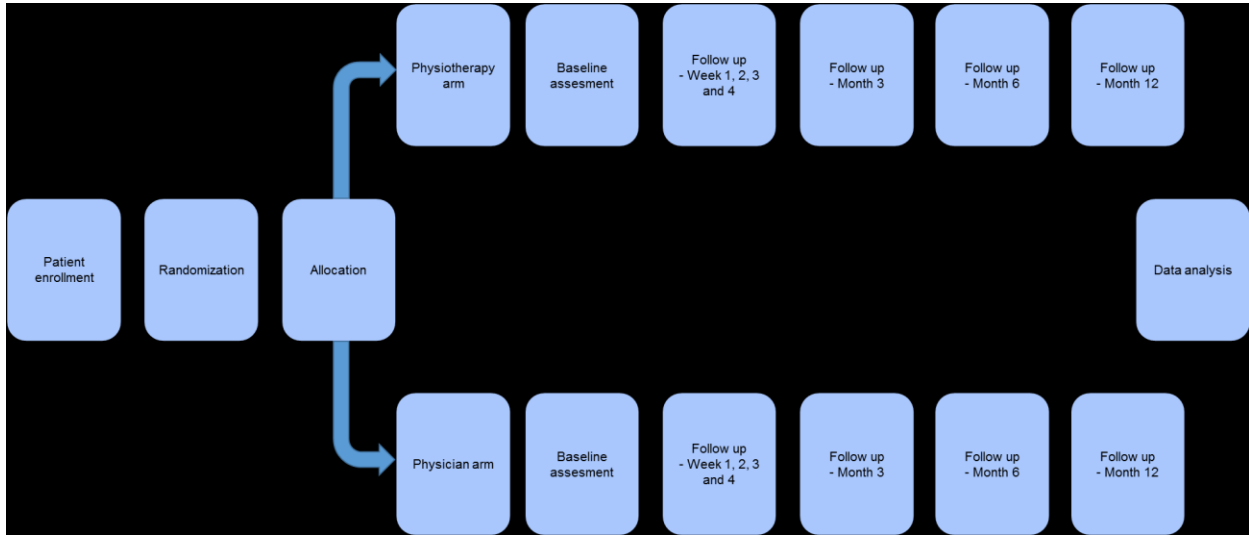 Physiotherapy
arm
Baseline
assesment
Follow up
- Week 1, 2, 3
and 4
Follow up
- Month 3
Follow up
- Month 6
Follow up
- Month 12
Patient
enrollment
Randomization
Allocation
Data analysis
Physician arm
Baseline
assesment
Follow up
- Week 1, 2, 3
and 4
Follow up
- Month 3
Follow up
- Month 6
Follow up
- Month 12